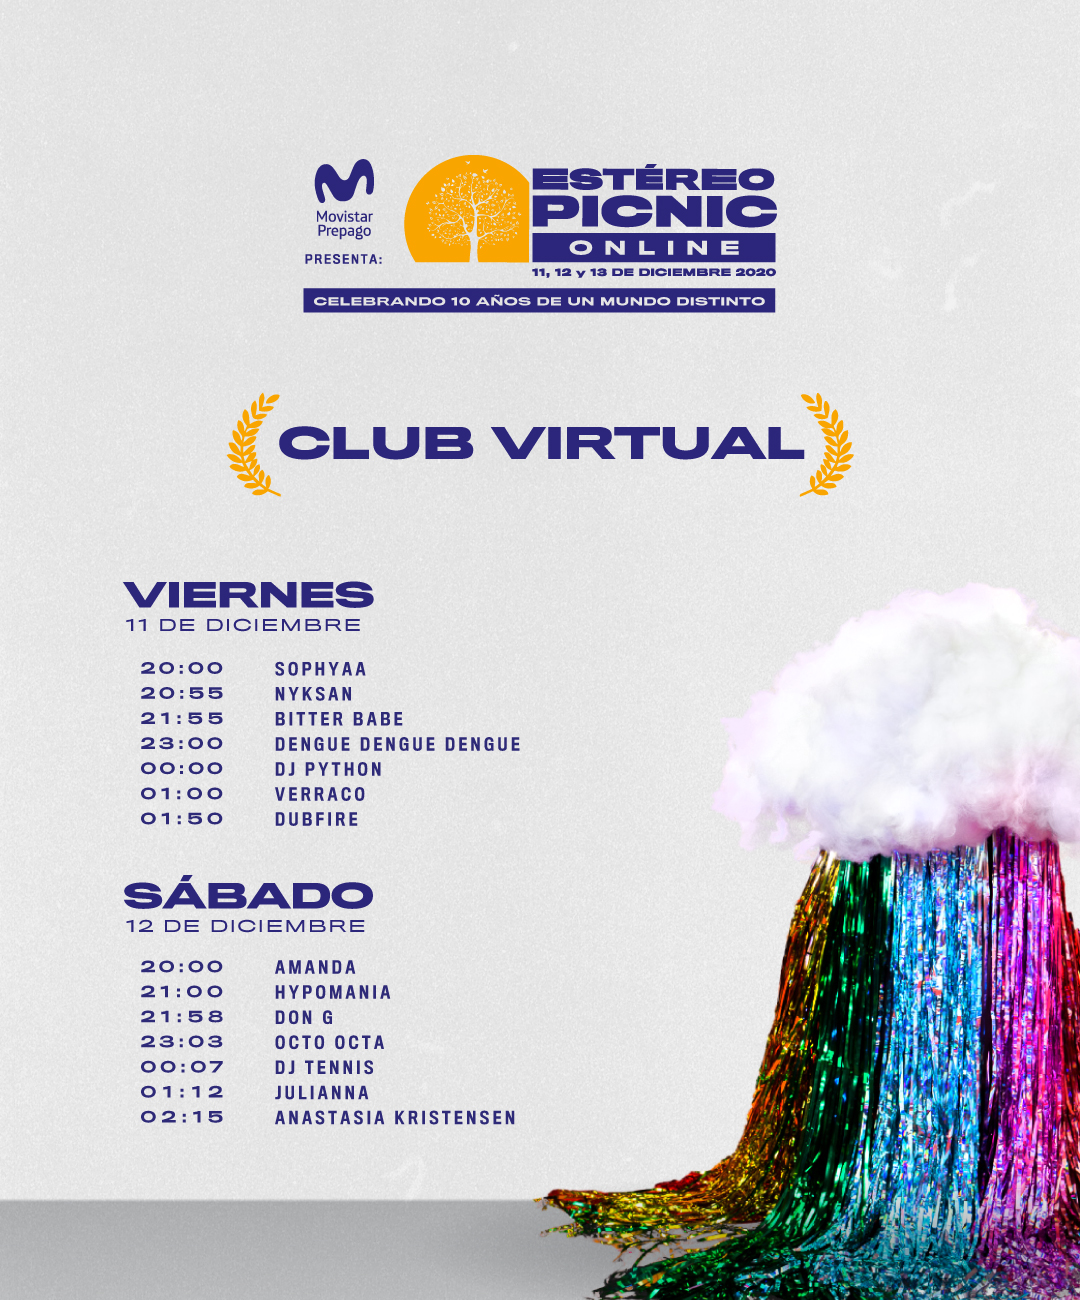 Movistar
Prepago
PRESENTA:
ESTÉREO
PICNIC
ONLINE
11, 12 y 13 DE DICIEMBRE 2020
CELEBRANDO 10 AÑOS DE UN MUNDO DISTINTO
CLUB VIRTUAL
VIERNES
11 DE DICIEMBRE
20:00 SOPHYAA
20:55 NYKSAN
21:55 BITTER BABE
23:00 DENGUE DENGUE DENGUE
00:00 DJ PYTHON
01:00 VERRACO
01:50 DUBFIRE
SÁBADO
12 DE DICIEMBRE
20:00 AMANDA
21:00 HYPOMANIA
21:58 DON G
23:03 OCTO OCTA
00:07 DJ TENNIS
01:12 JULIANNA
02:15 ANASTASIA KRISTENSEN